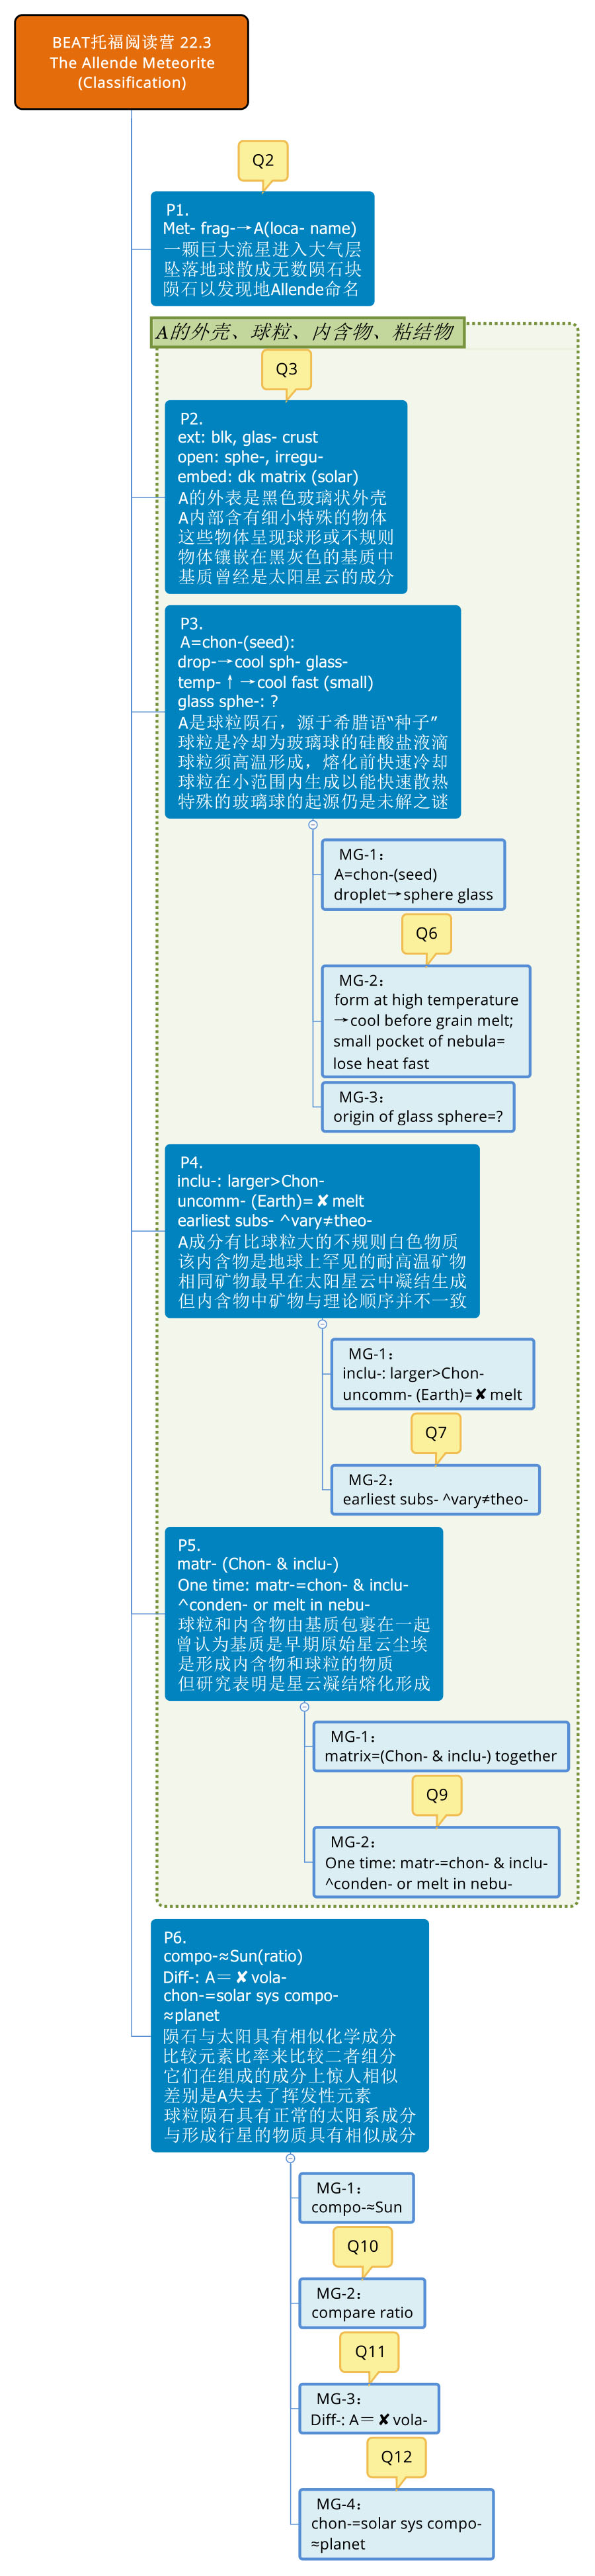 BEAT托福阅读营 22.3
The Allende Meteorite
(Classification)
Q2
P1.
Met- frag-→A(loca- name)
一颗巨大流星进入大气层
坠落地球散成无数陨石块
陨石以发现地Allende命名
A的外壳、球粒、内含物、粘结物
Q3
P2.
ext: blk, glas- crust
open: sphe-, irregu-
embed: dk matrix (solar)
A的外表是黑色玻璃状外壳
A内部含有细小特殊的物体
这些物体呈现球形或不规则
物体镶嵌在黑灰色的基质中
基质曾经是太阳星云的成分
P3.
A=chon-(seed):
drop-→cool sph- glass-
temp-↑→cool fast (small)
glass sphe-: ?
A是球粒陨石，源于希腊语“种子”
球粒是冷却为玻璃球的硅酸盐液滴
球粒须高温形成，熔化前快速冷却
球粒在小范围内生成以能快速散热
特殊的玻璃球的起源仍是未解之谜
MG-1:
A=chon-(seed)
droplet→sphere glass
Q6
MG-2:
form at high temperature
→cool before grain melt;
small pocket of nebula=
lose heat fast
MG-3:
origin of glass sphere=?
P4.
inclu-: larger>Chon-
uncomm- (Earth)=✘melt
earliest subs- ^vary≠theo-
A成分有比球粒大的不规则白色物质
该内含物是地球上罕见的耐高温矿物
相同矿物最早在太阳星云中凝结生成
但内含物中矿物与理论顺序并不一致
MG-1:
inclu-: larger>Chon-
uncomm- (Earth)=✘melt
Q7
MG-2:
earliest subs- ^vary≠theo-
P5.
matr- (Chon- & inclu-)
One time: matr-=chon- & inclu-
^conden- or melt in nebu-
球粒和内含物由基质包裹在一起
曾认为基质是早期原始星云尘埃
是形成内含物和球粒的物质
但研究表明是星云凝结熔化形成
MG-1:
matrix=(Chon- & inclu-) together
Q9
MG-2:
One time: matr-=chon- & inclu-
^conden- or melt in nebu-
P6.
compo-≈Sun(ratio)
Diff-: A＝✘vola-
chon-=solar sys compo-
≈planet
陨石与太阳具有相似化学成分
比较元素比率来比较二者组分
它们在组成的成分上惊人相似
差别是A失去了挥发性元素
球粒陨石具有正常的太阳系成分
与形成行星的物质具有相似成分
MG-1:
compo-≈Sun
Q10
MG-2:
compare ratio
Q11
MG-3:
Diff-: A＝✘vola-
Q12
MG-4:
chon-=solar sys compo-
≈planet